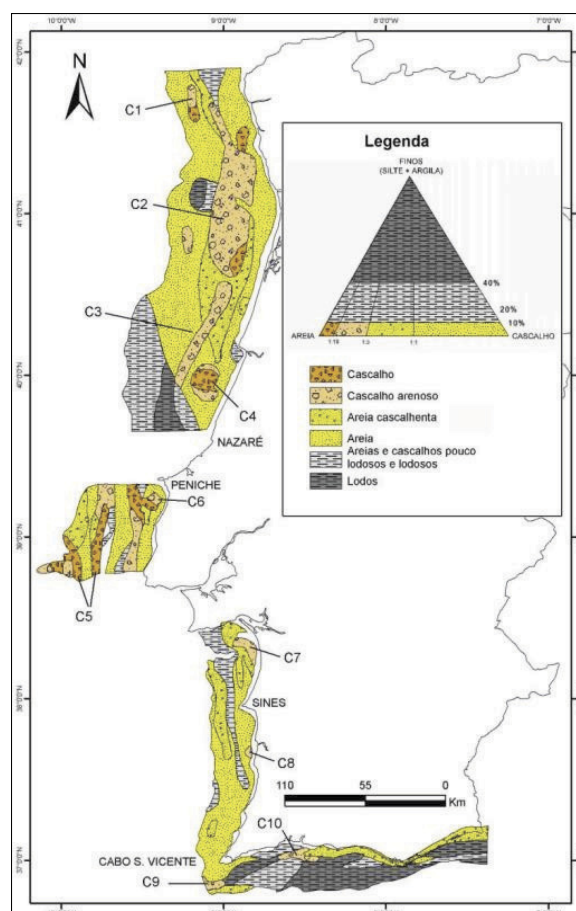 10°0'0"W
9°0'0"W
8°0'0"W
7°0'0"W
42°0'0"N
41°0'0"N
40°0'0"N
39°0'0"N
38°0'0"N
37°0'0"N
N
C1
C2
C3
C4
NAZARÉ
PENICHE
C6
C5
C7
SINES
C8
C10
CABO S. VICENTE
C9
Legenda
FINOS
(SILTE + ARGILA)
40%
20%
10%
AREIA
CASCALHO
1:3
1:1
Cascalho
Cascalho arenoso
Areia cascalhenta
Areia
Areias e cascalhos pouco
lodosos e lodosos
Lodos
110
55
0
Km